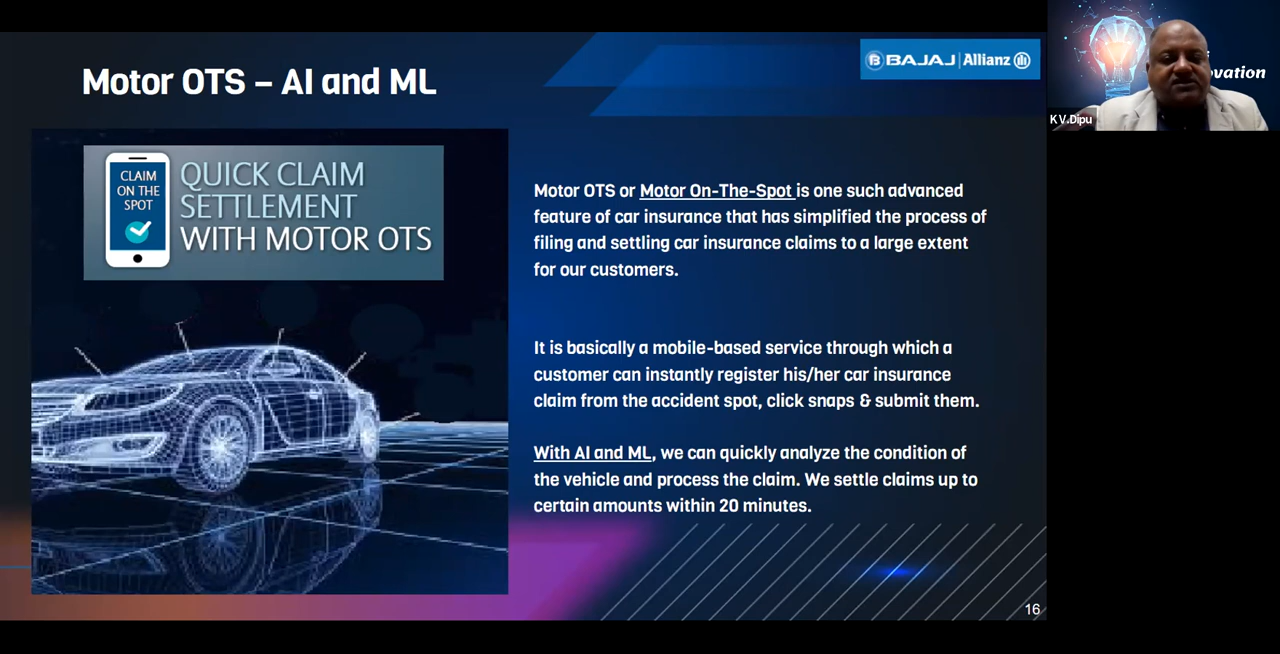 Motor OTS – AI and ML
BAJAJ | Allianz
CLAIM
ON THE
SPOT
QUICK CLAIM
SETTLEMENT
WITH MOTOR OTS
Motor OTS or Motor On-The-Spot is one such advanced
feature of car insurance that has simplified the process of
filing and settling car insurance claims to a large extent
for our customers.
It is basically a mobile-based service through which a
customer can instantly register his/her car insurance
claim from the accident spot, click snaps & submit them.
With AI and ML, we can quickly analyze the condition of
the vehicle and process the claim. We settle claims up to
certain amounts within 20 minutes.
16
K V.Dipu